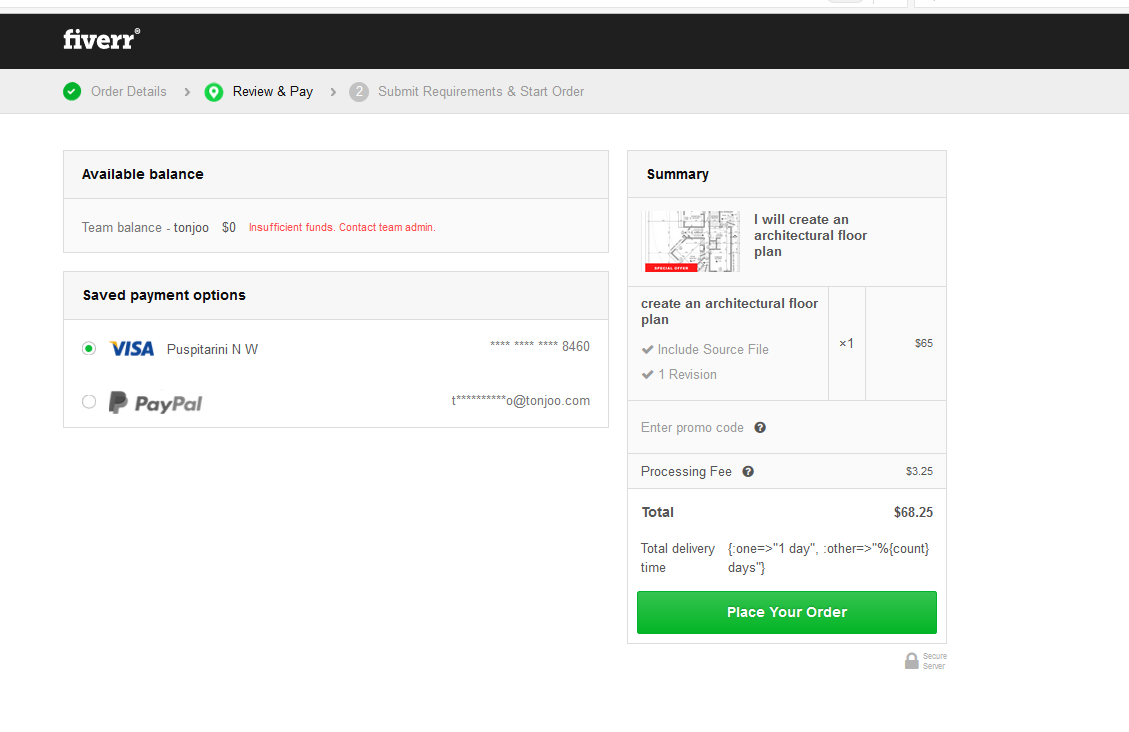 fiverr®
Order Details
Review & Pay
2 Submit Requirements & Start Order
Available balance
Team balance - tonjoo $0 Insufficient funds. Contact team admin.
Saved payment options
VISA Puspitarini N W **** **** **** 8460
PayPal t**********o@tonjoo.com
Summary
SPECIAL OFFER
I will create an
architectural floor
plan
create an architectural floor
plan
Include Source File
1 Revision
×1
$65
Enter promo code ?
Processing Fee ? $3.25
Total $68.25
Total delivery
time
{:one=>"1 day", :other=>"%{count}
days"}
Place Your Order
Secure
Server